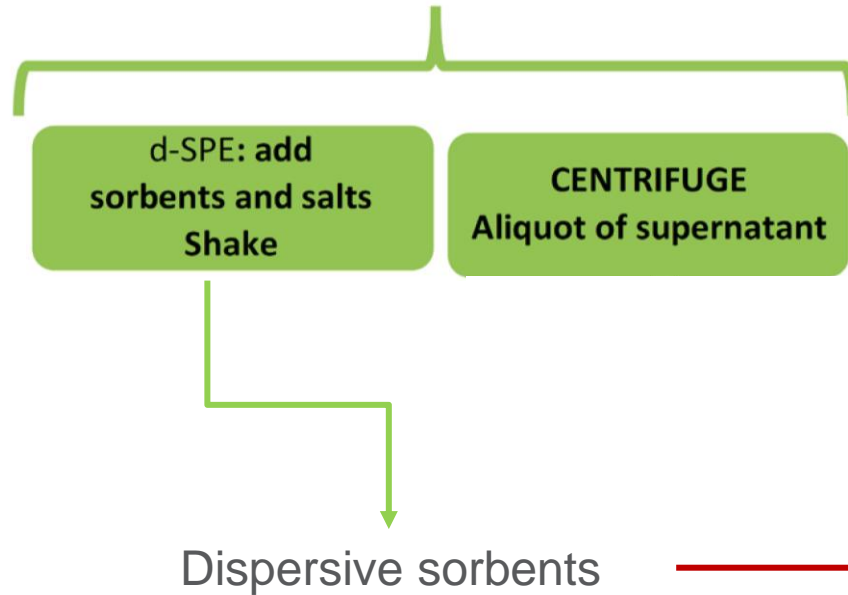 d-SPE: add
sorbents and salts
Shake
CENTRIFUGE
Aliquot of supernatant
Dispersive sorbents